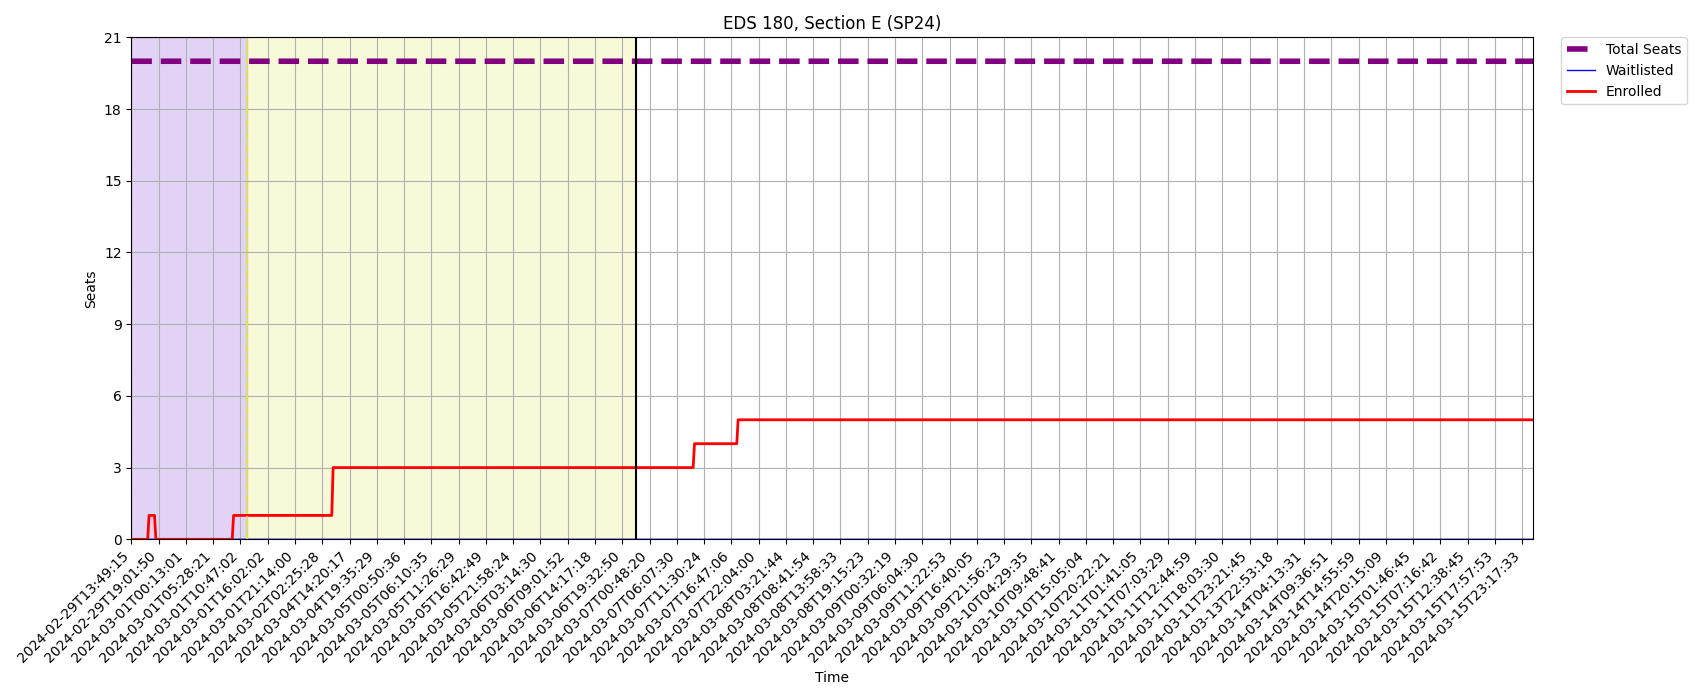 EDS 180, Section E (SP24)
21
18
15
12
9
6
3
0
Seats
Total Seats
Waitlisted
Enrolled
2024-02-29T13:49:15
2024-02-29T19:01:50
2024-03-01T00:13:01
2024-03-01T05:28:21
2024-03-01T10:47:02
2024-03-01T16:02:02
2024-03-01T21:14:00
2024-03-02T02:25:28
2024-03-04T14:20:17
2024-03-04T19:35:29
2024-03-05T00:50:36
2024-03-05T06:10:35
2024-03-05T11:26:29
2024-03-05T16:42:49
2024-03-05T21:58:24
2024-03-06T03:14:30
2024-03-06T09:01:52
2024-03-06T14:17:18
2024-03-06T19:32:50
2024-03-07T00:48:20
2024-03-07T06:07:30
2024-03-07T11:30:24
2024-03-07T16:47:06
2024-03-07T22:04:00
2024-03-08T03:21:44
2024-03-08T08:41:54
2024-03-08T13:58:33
2024-03-08T19:15:23
2024-03-09T00:32:19
2024-03-09T06:04:30
2024-03-09T11:22:53
2024-03-09T16:40:05
2024-03-09T21:56:23
2024-03-10T04:29:35
2024-03-10T09:48:41
2024-03-10T15:05:04
2024-03-10T20:22:21
2024-03-11T01:41:05
2024-03-11T07:03:29
2024-03-11T12:44:59
2024-03-11T18:03:30
2024-03-11T23:21:45
2024-03-13T22:53:18
2024-03-14T04:13:31
2024-03-14T09:36:51
2024-03-14T14:55:59
2024-03-14T20:15:09
2024-03-15T01:46:45
2024-03-15T07:16:42
2024-03-15T12:38:45
2024-03-15T17:57:53
2024-03-15T23:17:33
Time